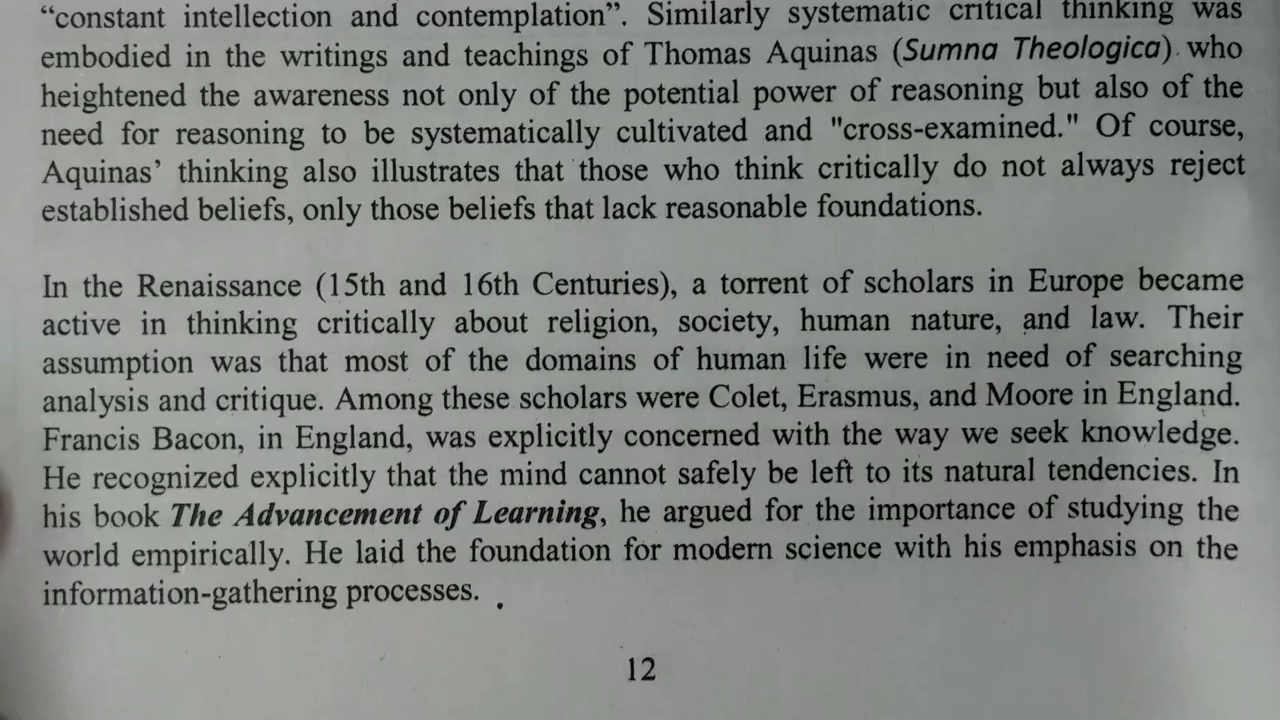 “constant intellection and contemplation”. Similarly systematic critical thinking was
embodied in the writings and teachings of Thomas Aquinas (Sumna Theologica) who
heightened the awareness not only of the potential power of reasoning but also of the
need for reasoning to be systematically cultivated and "cross-examined." Of course,
Aquinas’ thinking also illustrates that those who think critically do not always reject
established beliefs, only those beliefs that lack reasonable foundations.
In the Renaissance (15th and 16th Centuries), a torrent of scholars in Europe became
active in thinking critically about religion, society, human nature, and law. Their
assumption was that most of the domains of human life were in need of searching
analysis and critique. Among these scholars were Colet, Erasmus, and Moore in England.
Francis Bacon, in England, was explicitly concerned with the way we seek knowledge.
He recognized explicitly that the mind cannot safely be left to its natural tendencies. In
his book The Advancement of Learning, he argued for the importance of studying the
world empirically. He laid the foundation for modern science with his emphasis on the
information-gathering processes.
12